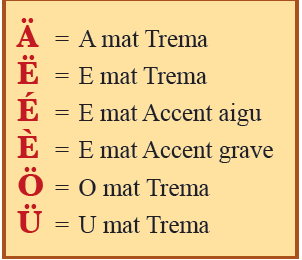 Ä = A mat Trema
Ë = E mat Trema
É = E mat Accent aigu
È = E mat Accent grave
Ö = O mat Trema
Ü = U mat Trema